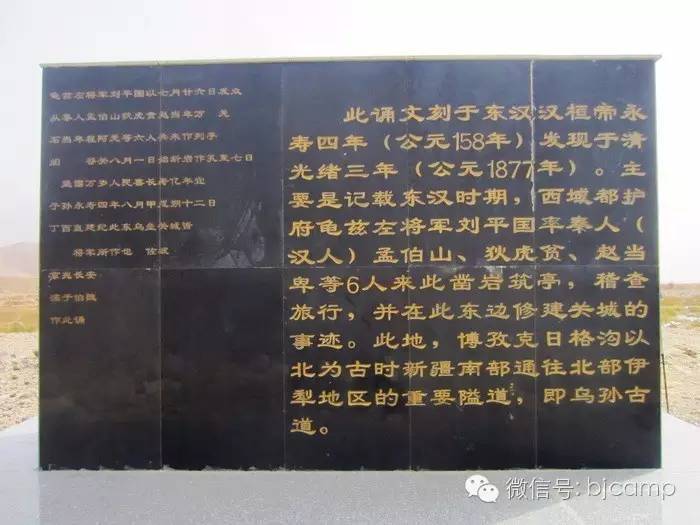 龟兹左将军刘平国以七月廿六日发家
从秦人孟伯山狄虎贲赵当卑万 羌
石当卑程阿羌等六人共来作列亭
谷关八月一日始斫岩作孔至七日
坚固万岁人民喜长寿亿年宜
子孙永寿四年八月甲戌朔十二日
丁酉直建纪此东乌垒关城皆
将军所作也
京兆长安
淳于伯隗
作此诵
此诵文刻于东汉汉桓帝永
寿四年（公元158年）发现于清
光绪三年（公元1877年）。主
要是记载东汉时期，西域都护
府龟兹左将军刘平国率秦人（
汉人）孟伯山、狄虎贲、赵当
卑等6人来此凿岩筑亭，稽查
旅行，并在此东边修建关城的
事迹。此地，博孜克日格沟以
北为古时新疆南部通往北部伊
犁地区的重要隘道，即乌孙古
道。
微信号: bjcamp